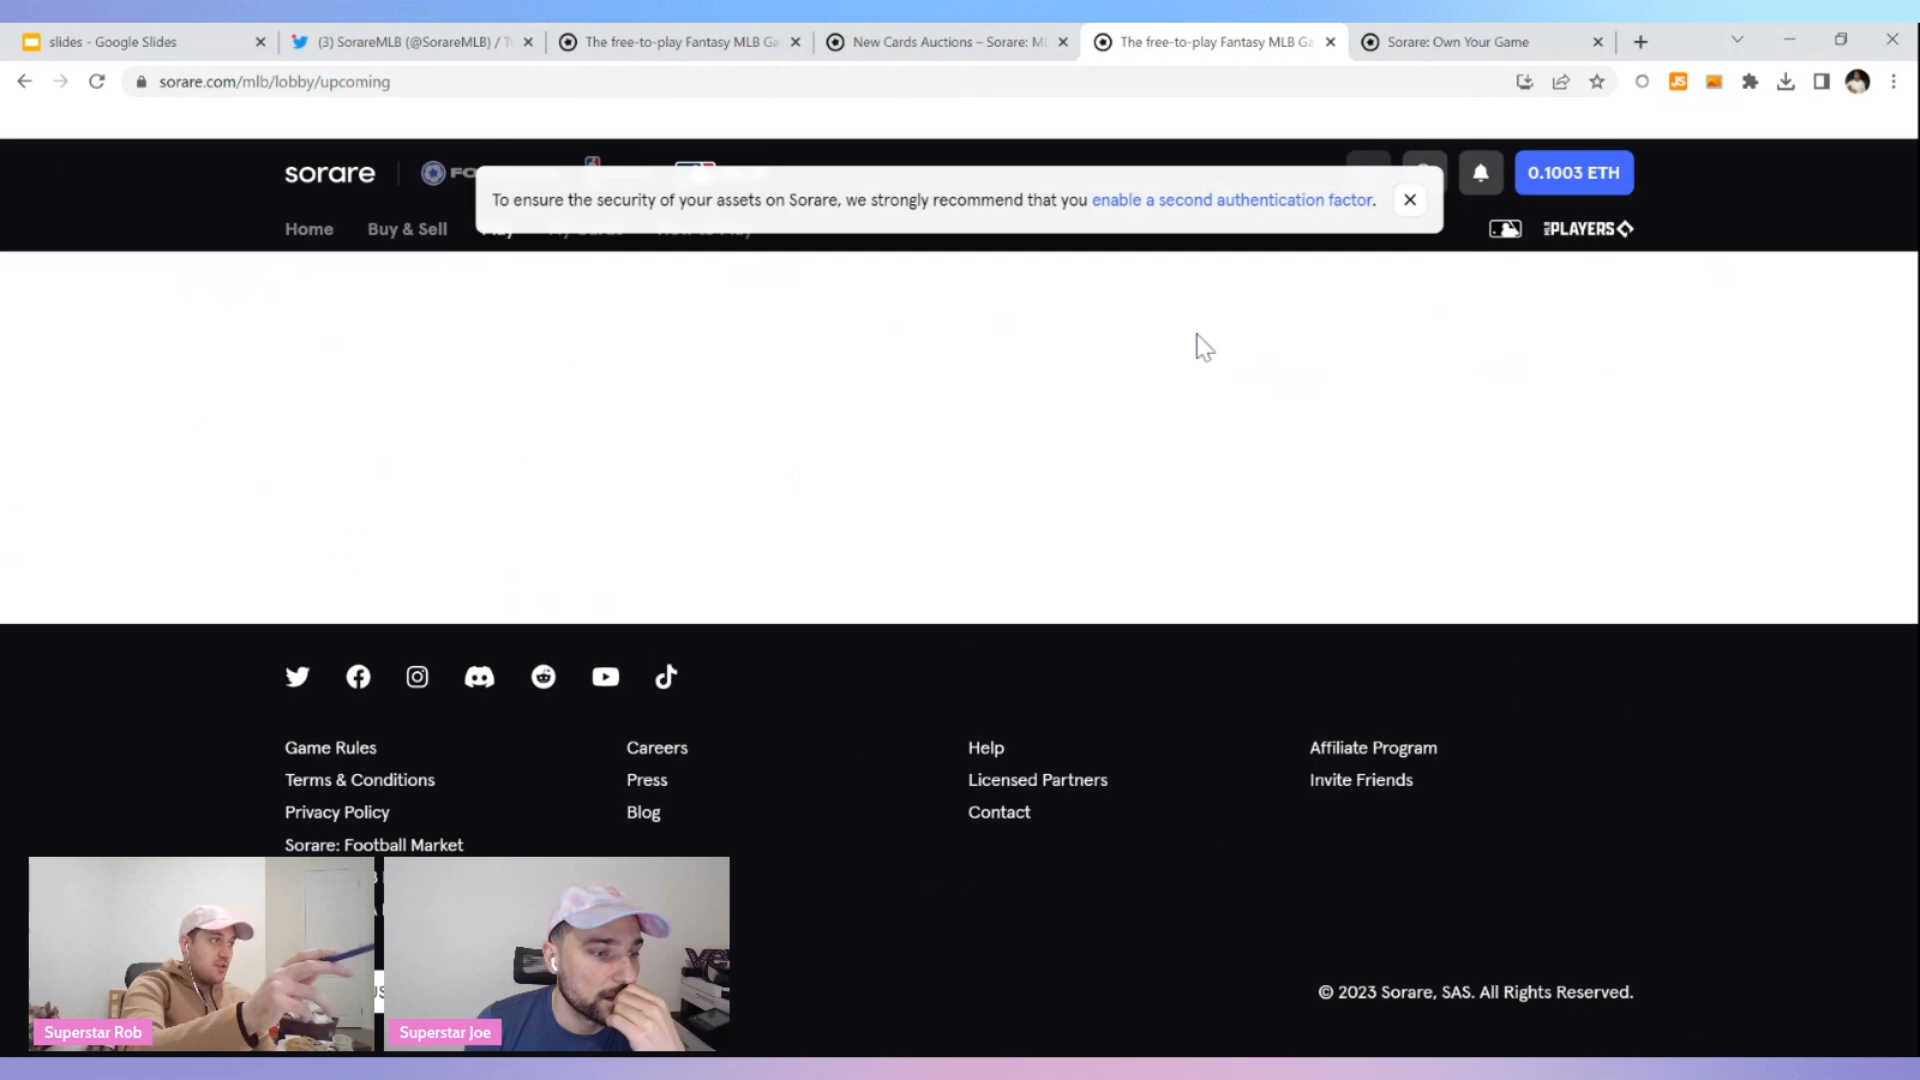 slides - Google Slides
(3) SorareMLB (@SorareMLB) / T
The free-to-play Fantasy MLB Ga
New Cards Auctions – Sorare: ML
The free-to-play Fantasy MLB Ga
Sorare: Own Your Game
sorare.com/mlb/lobby/upcoming
JS
sorare
FO
0.1003 ETH
To ensure the security of your assets on Sorare, we strongly recommend that you enable a second authentication factor.
Home
Buy & Sell
Play
PLAYERS
Game Rules
Careers
Help
Affiliate Program
Terms & Conditions
Press
Licensed Partners
Invite Friends
Privacy Policy
Blog
Contact
Sorare: Football Market
© 2023 Sorare, SAS. All Rights Reserved.
Superstar Rob
Superstar Joe